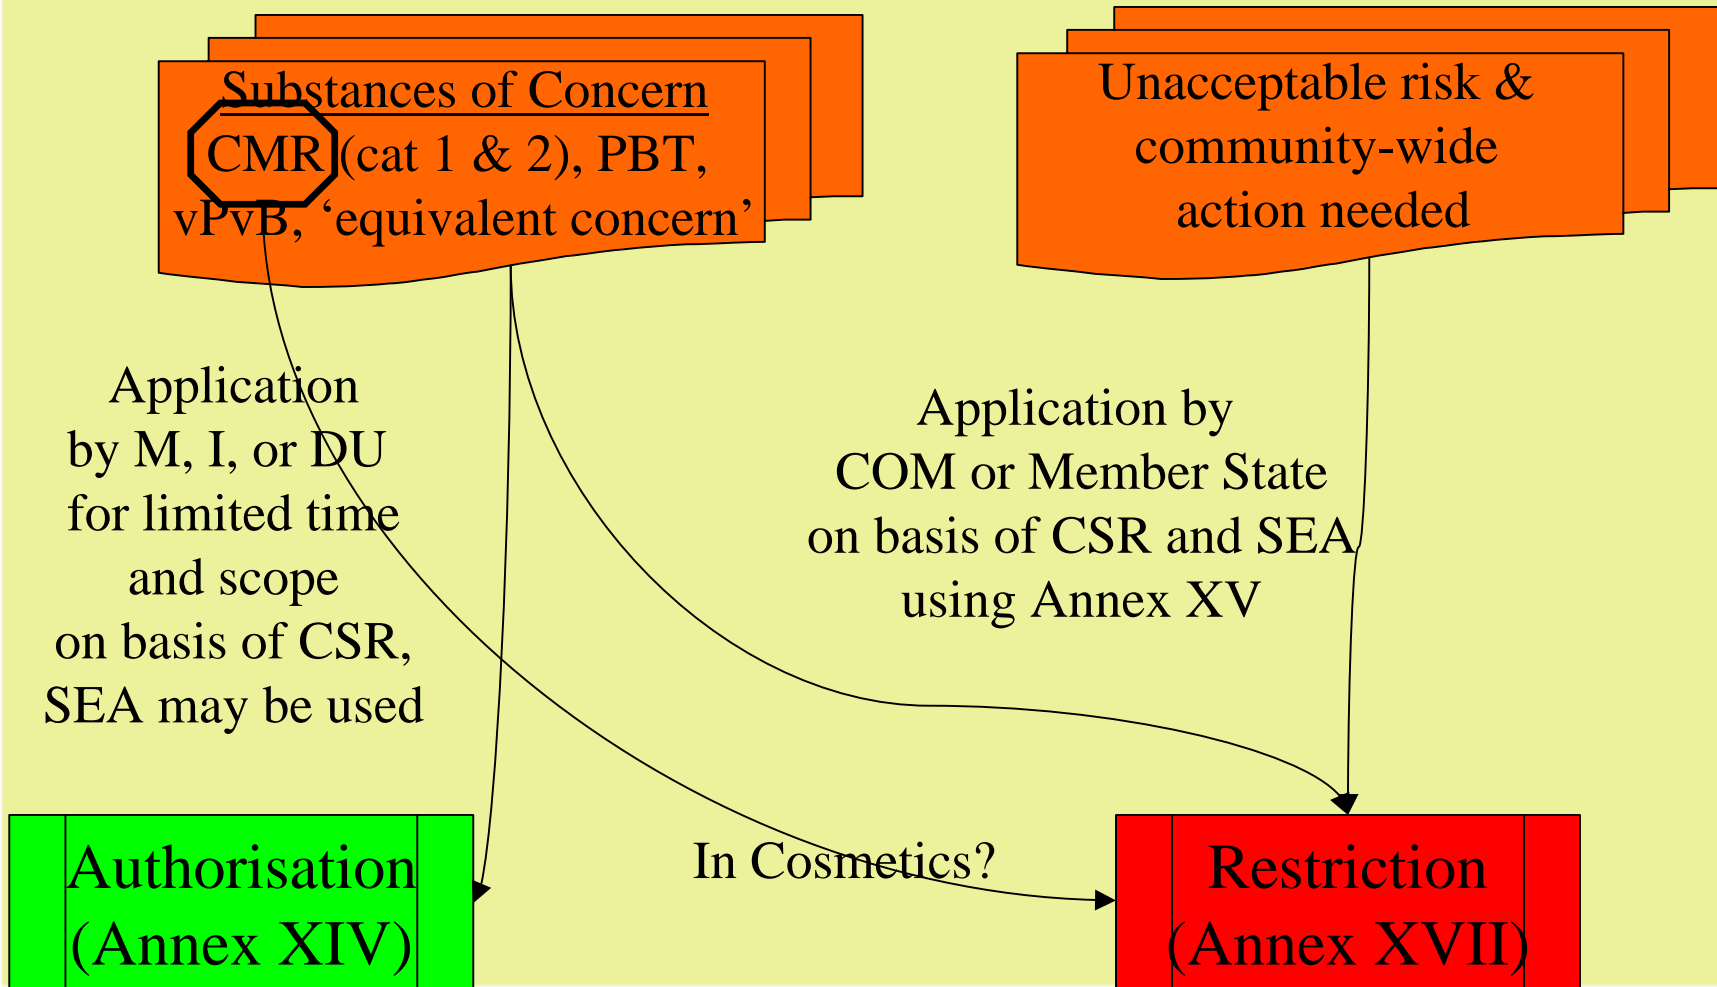 Substances of Concern
CMR (cat 1 & 2), PBT,
vPvB, ‘equivalent concern’
Unacceptable risk &
community-wide
action needed
Application
by M, I, or DU
for limited time
and scope
on basis of CSR,
SEA may be used
Application by
COM or Member State
on basis of CSR and SEA
using Annex XV
In Cosmetics?
Authorisation
(Annex XIV)
Restriction
(Annex XVII)